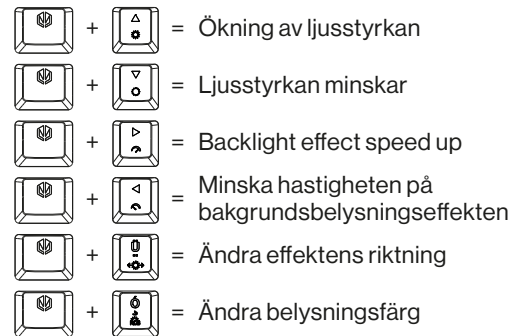 + = Ökning av ljusstyrkan
+ = Ljusstyrkan minskar
+ = Backlight effect speed up
+ = Minska hastigheten på
bakgrundsbelysningseffekten
+ = Ändra effektens riktning
+ = Ändra belysningsfärg